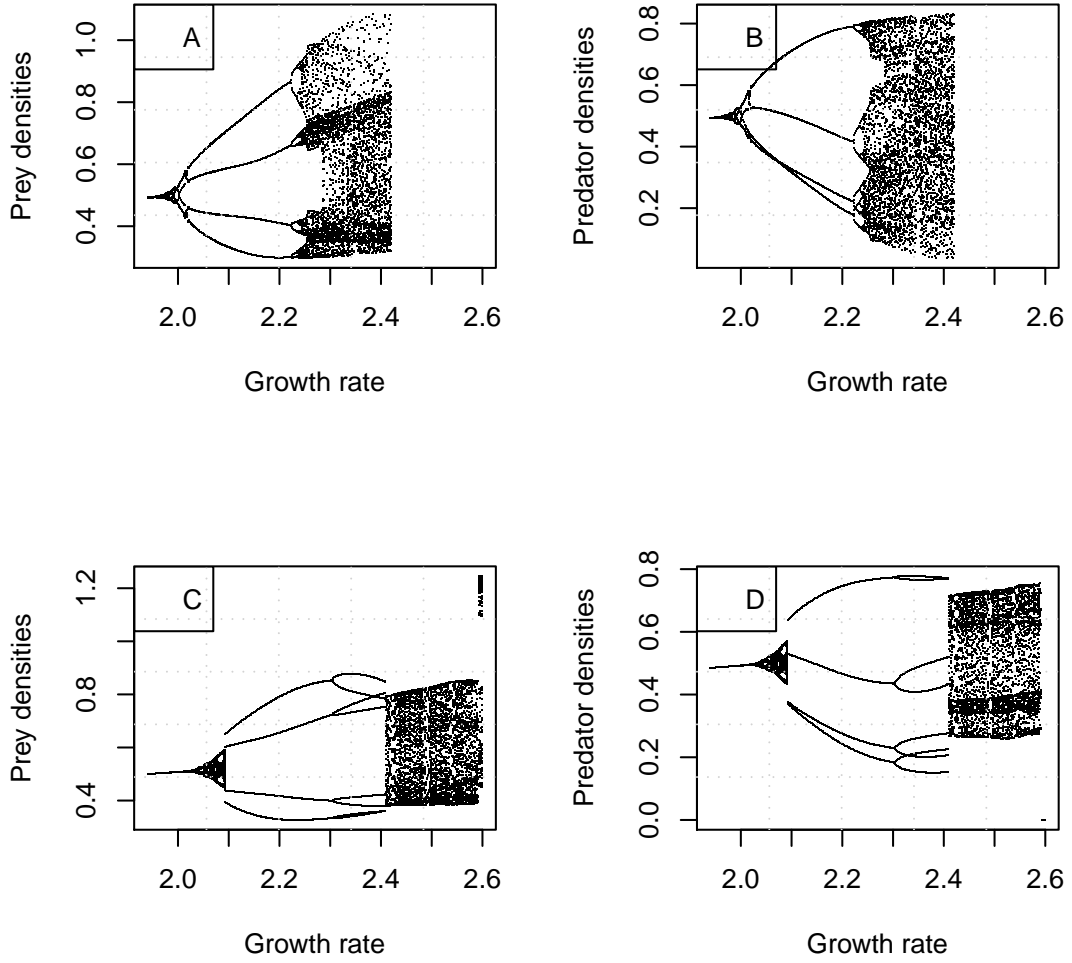 A
Prey densities
0.4 0.6 0.8 1.0
2.0 2.2 2.4 2.6
Growth rate
B
Predator densities
0.2 0.4 0.6 0.8
2.0 2.2 2.4 2.6
Growth rate
C
Prey densities
0.4 0.8 1.2
2.0 2.2 2.4 2.6
Growth rate
D
Predator densities
0.0 0.2 0.4 0.6 0.8
2.0 2.2 2.4 2.6
Growth rate